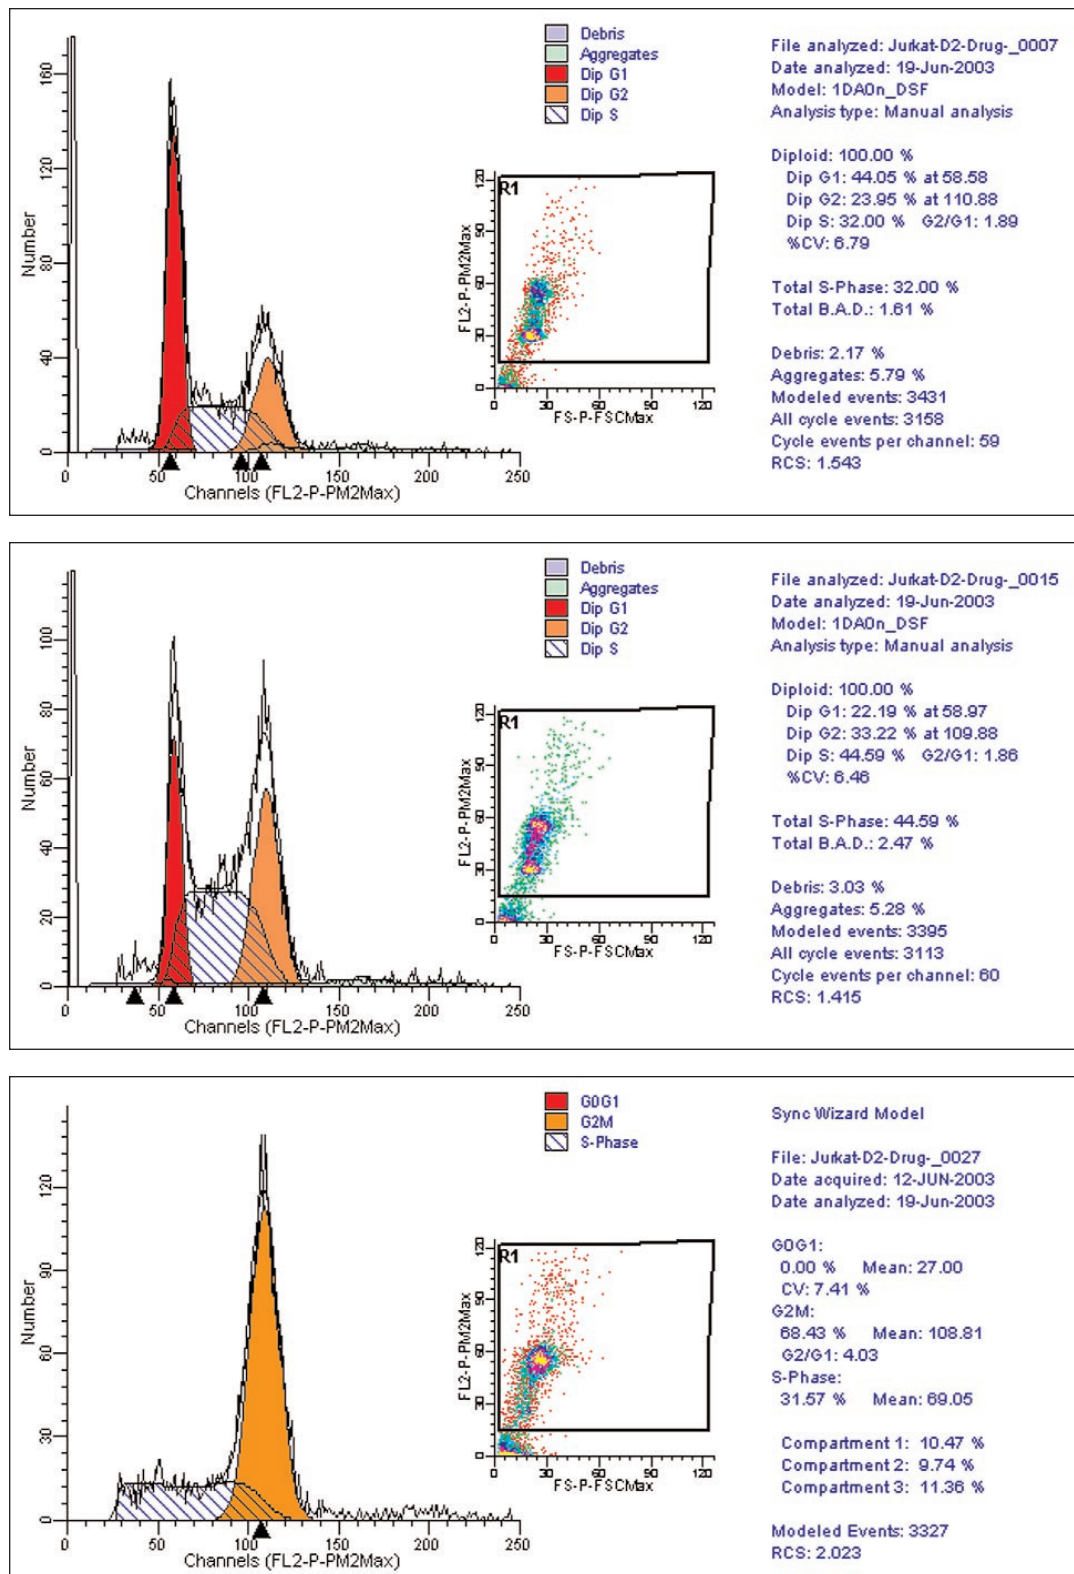 Debris
Aggregates
Dip G1
Dip G2
Dip S
File analyzed: Jurkat-D2-Drug-_0007
Date analyzed: 19-Jun-2003
Model: 1DA0n_DSF
Analysis type: Manual analysis
Diploid: 100.00 %
Dip G1: 44.05 % at 58.58
Dip G2: 23.95 % at 110.88
Dip S: 32.00 % G2/G1: 1.89
%CV: 6.79
Total S-Phase: 32.00 %
Total B.A.D.: 1.61 %
Debris: 2.17 %
Aggregates: 5.79 %
Modeled events: 3431
All cycle events: 3158
Cycle events per channel: 59
RCS: 1.543
Number
160
120
80
40
0
0 50 100 150 200 250
Channels (FL2-P-PM2Max)
R1
FL2-P-PM2Max
120
90
60
30
0
0 30 60 90 120
FS-P-FSCMax
Debris
Aggregates
Dip G1
Dip G2
Dip S
File analyzed: Jurkat-D2-Drug-_0015
Date analyzed: 19-Jun-2003
Model: 1DA0n_DSF
Analysis type: Manual analysis
Diploid: 100.00 %
Dip G1: 22.19 % at 58.97
Dip G2: 33.22 % at 109.88
Dip S: 44.59 % G2/G1: 1.86
%CV: 6.46
Total S-Phase: 44.59 %
Total B.A.D.: 2.47 %
Debris: 3.03 %
Aggregates: 5.28 %
Modeled events: 3395
All cycle events: 3113
Cycle events per channel: 60
RCS: 1.415
Number
100
80
60
40
20
0
0 50 100 150 200 250
Channels (FL2-P-PM2Max)
R1
FL2-P-PM2Max
120
90
60
30
0
0 30 60 90 120
FS-P-FSCMax
G0G1
G2M
S-Phase
Sync Wizard Model
File: Jurkat-D2-Drug-_0027
Date acquired: 12-JUN-2003
Date analyzed: 19-Jun-2003
G0G1:
0.00 % Mean: 27.00
CV: 7.41 %
G2M:
68.43 % Mean: 108.81
G2/G1: 4.03
S-Phase:
31.57 % Mean: 69.05
Compartment 1: 10.47 %
Compartment 2: 9.74 %
Compartment 3: 11.36 %
Modeled Events: 3327
RCS: 2.023
Number
120
90
60
30
0
0 50 100 150 200 250
Channels (FL2-P-PM2Max)
R1
FL2-P-PM2Max
120
90
60
30
0
0 30 60 90 120
FS-P-FSCMax